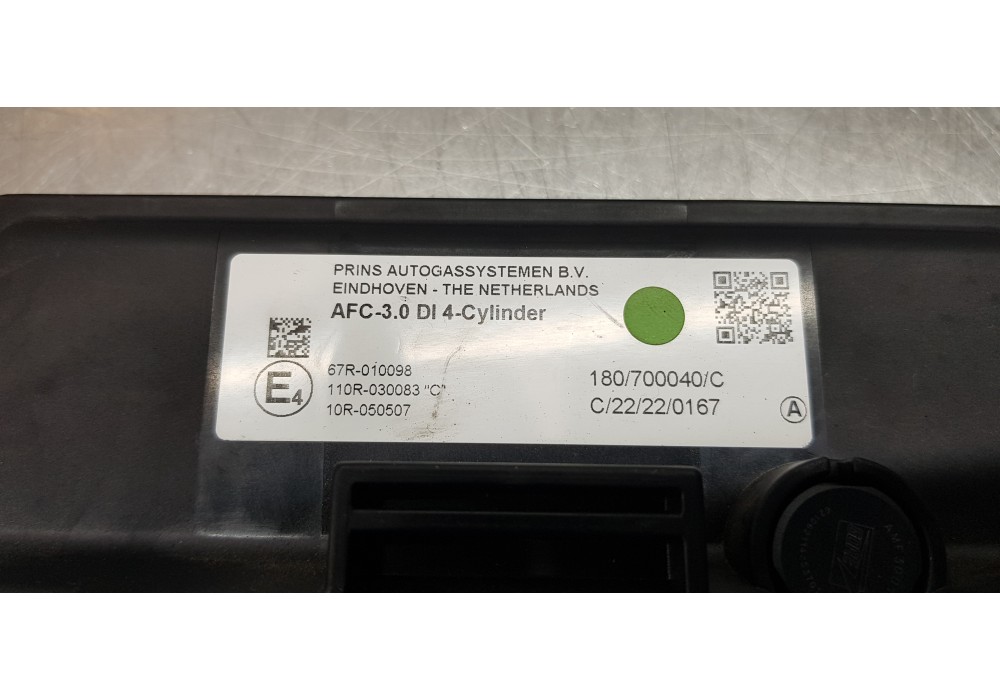 PRINS AUTOGASSYSTEMEN B.V.
EINDHOVEN - THE NETHERLANDS
AFC-3.0 DI 4-Cylinder
E4
67R-010098
110R-030083 "C"
10R-050507
180/700040/C
C/22/22/0167
A